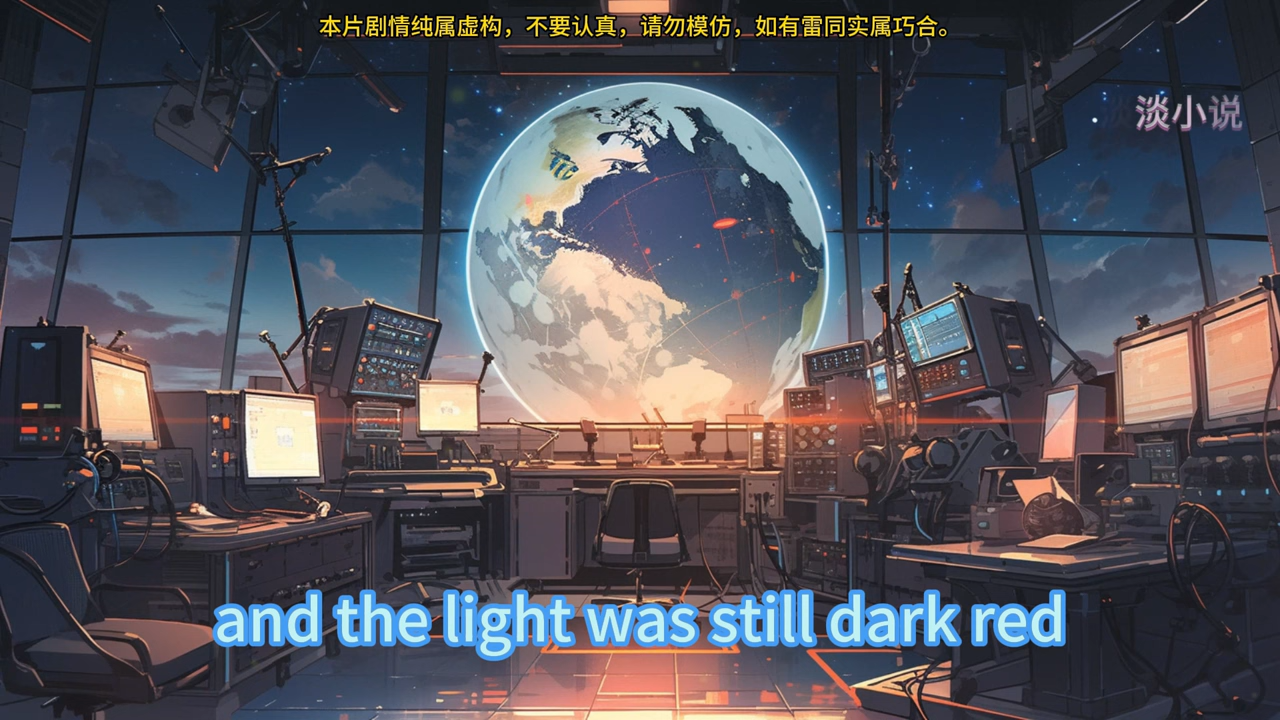 本片剧情纯属虚构，不要认真，请勿模仿，如有雷同实属巧合。
淡小说
and the light was still dark red